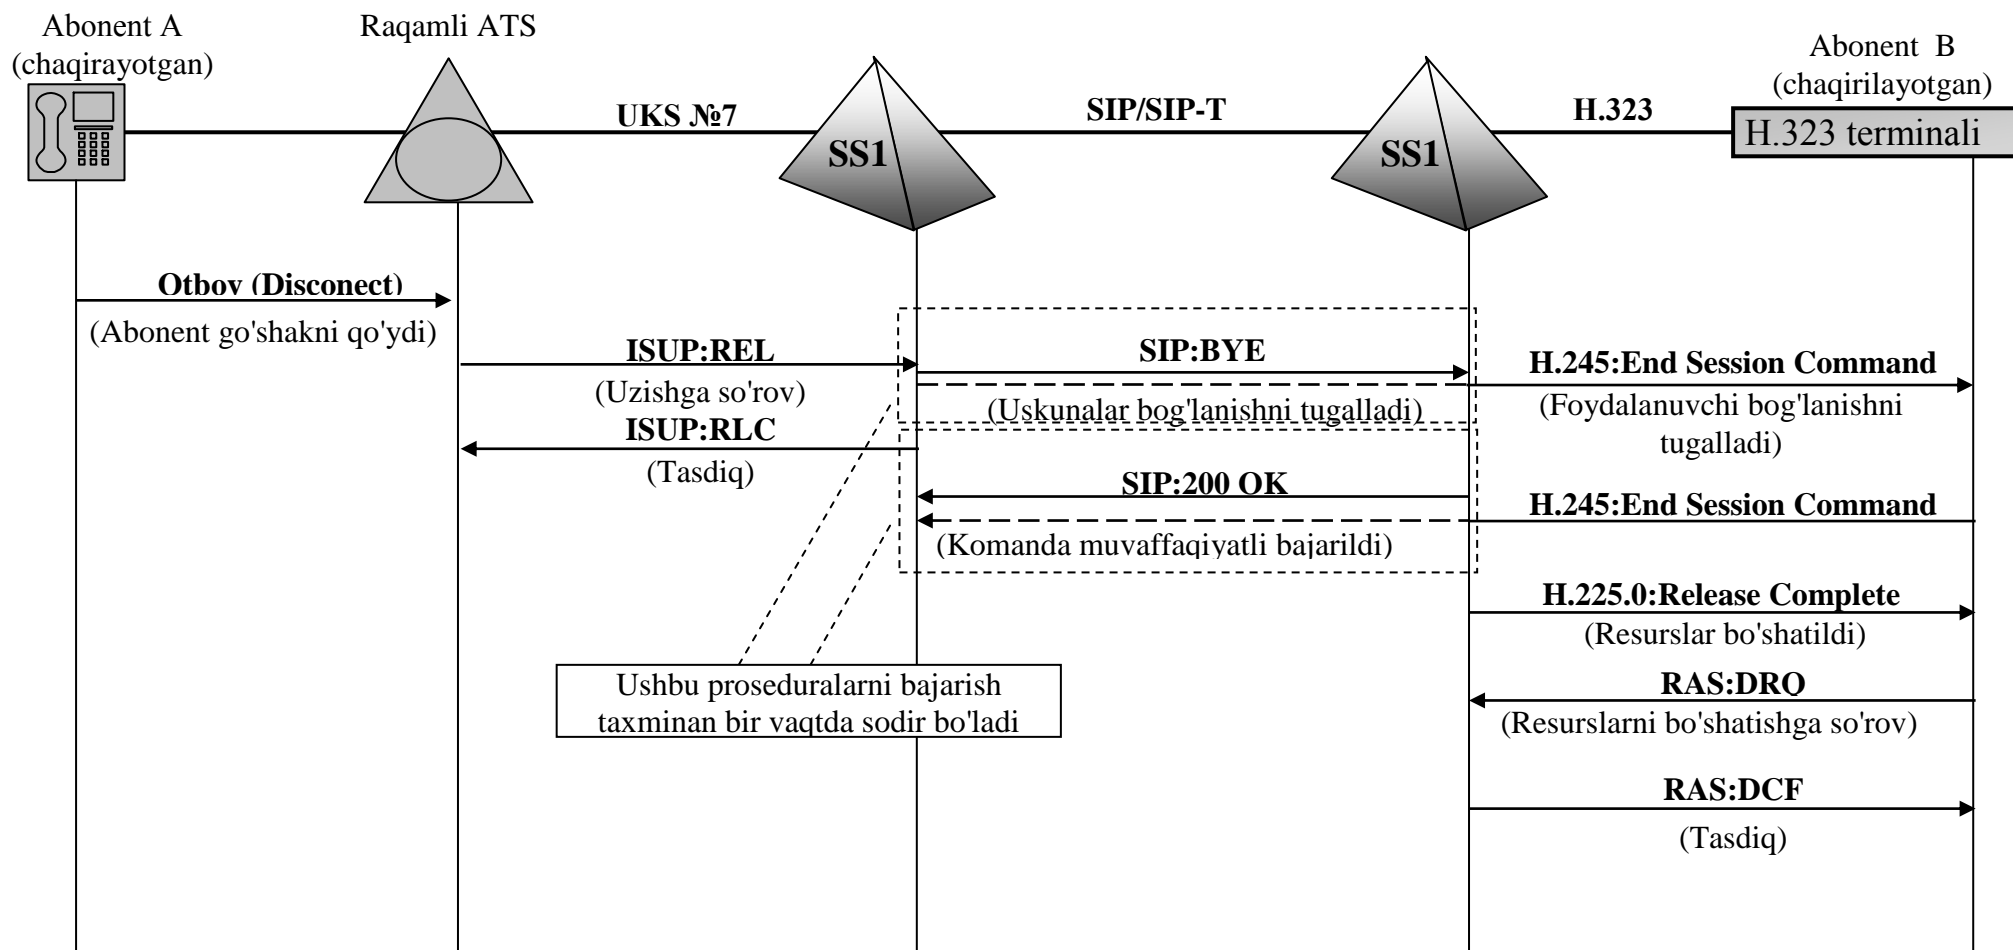 Abonent A
(chaqirayotgan)
Raqamli ATS
Abonent B
(chaqirilayotgan)
UKS №7
SIP/SIP-T
H.323
SS1
SS1
H.323 terminali
Otboy (Disconect)
(Abonent go'shakni qo'ydi)
ISUP:REL
(Uzishga so'rov)
SIP:BYE
(Uskunalar bog'lanishni tugalladi)
H.245:End Session Command
(Foydalanuvchi bog'lanishni
tugalladi)
ISUP:RLC
(Tasdiq)
SIP:200 OK
(Komanda muvaffaqiyatli bajarildi)
H.245:End Session Command
H.225.0:Release Complete
(Resurslar bo'shatildi)
Ushbu proseduralarni bajarish
taxminan bir vaqtda sodir bo'ladi
RAS:DRQ
(Resurslarni bo'shatishga so'rov)
RAS:DCF
(Tasdiq)